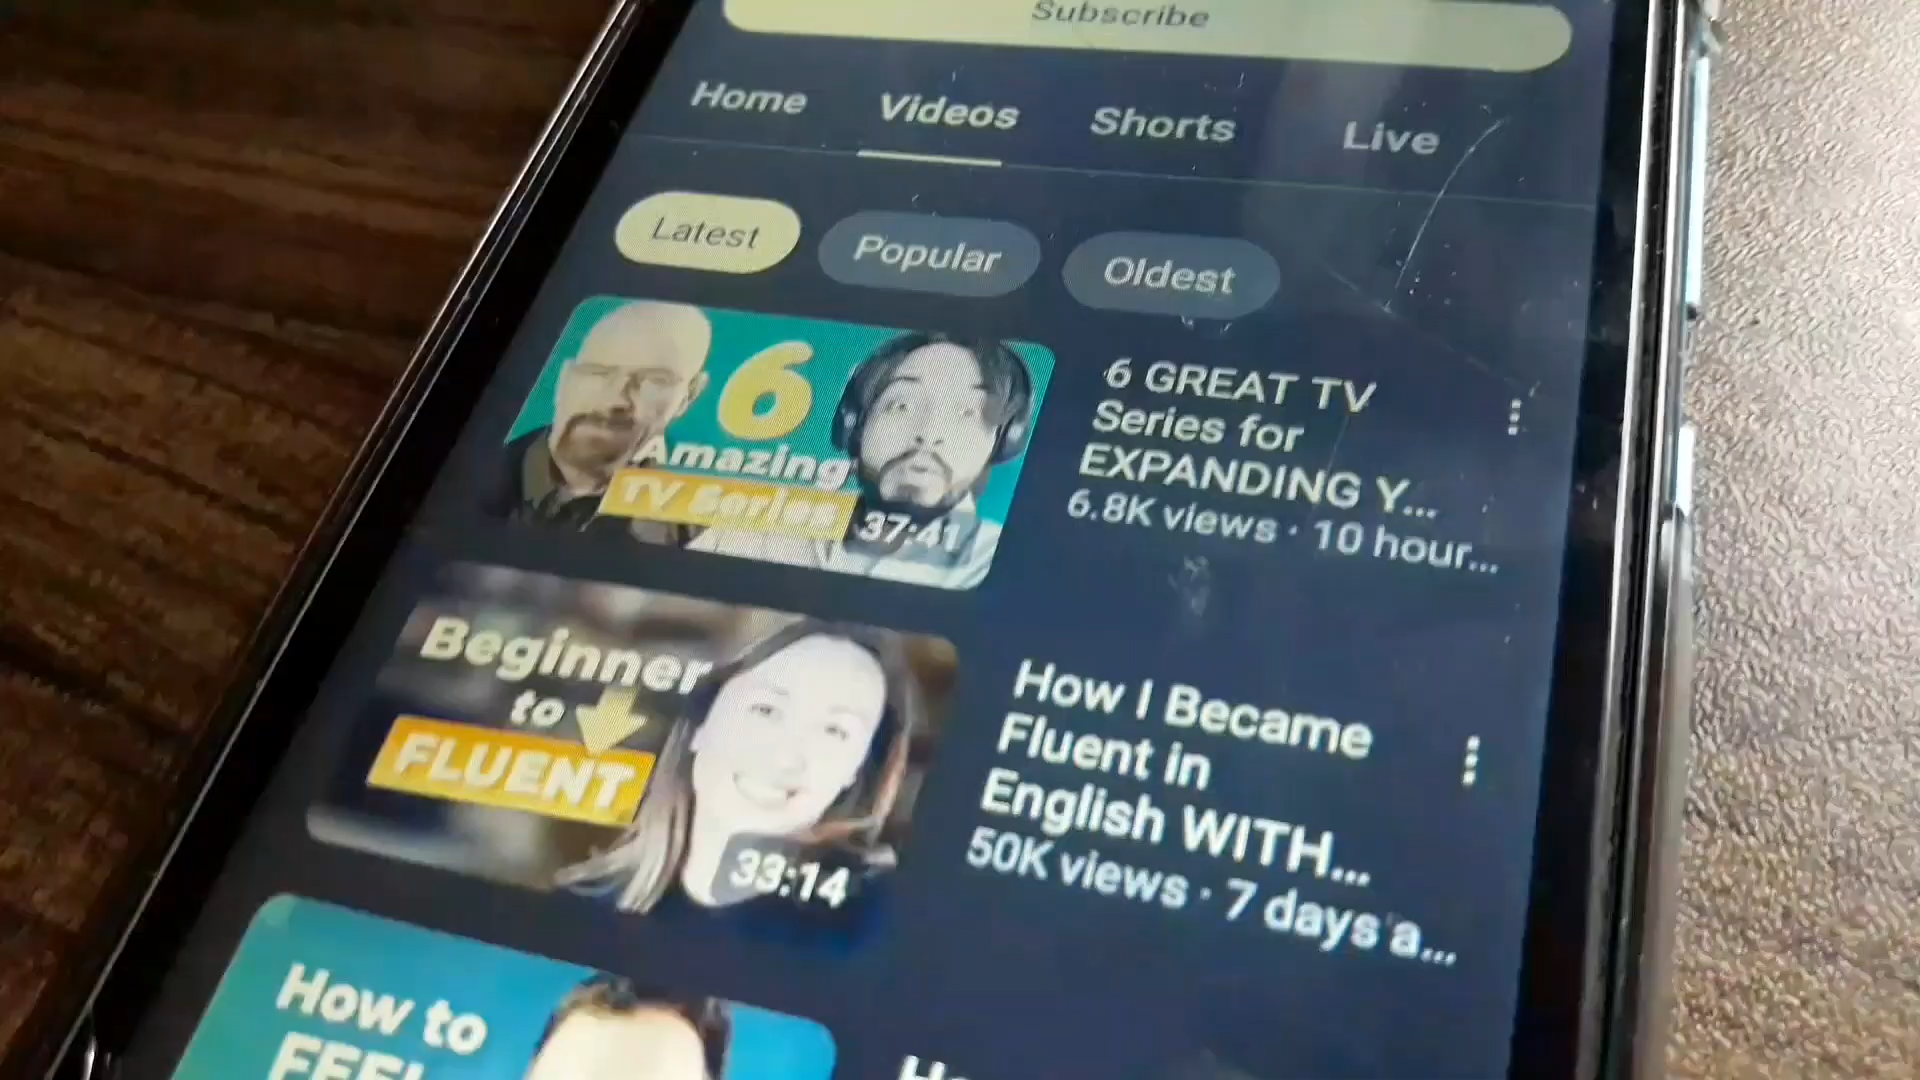 Subscribe
Home Videos Shorts Live
Latest Popular Oldest
6
Amazing
TV Series
37:41
6 GREAT TV
Series for
EXPANDING Y...
6.8K views · 10 hour...
Beginner
to
FLUENT
33:14
How I Became
Fluent in
English WITH...
50K views · 7 days a...
How to